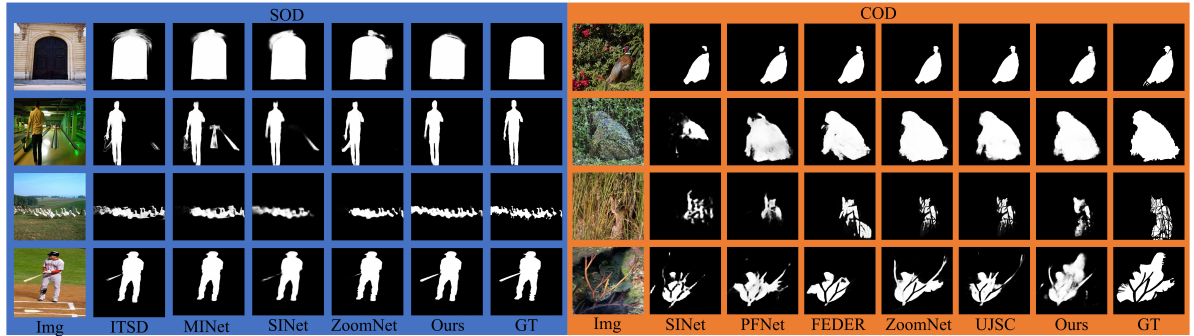 SOD
COD
Img ITSD MINet SINet ZoomNet Ours GT
Img SINet PFNet FEDER ZoomNet UJSC Ours GT